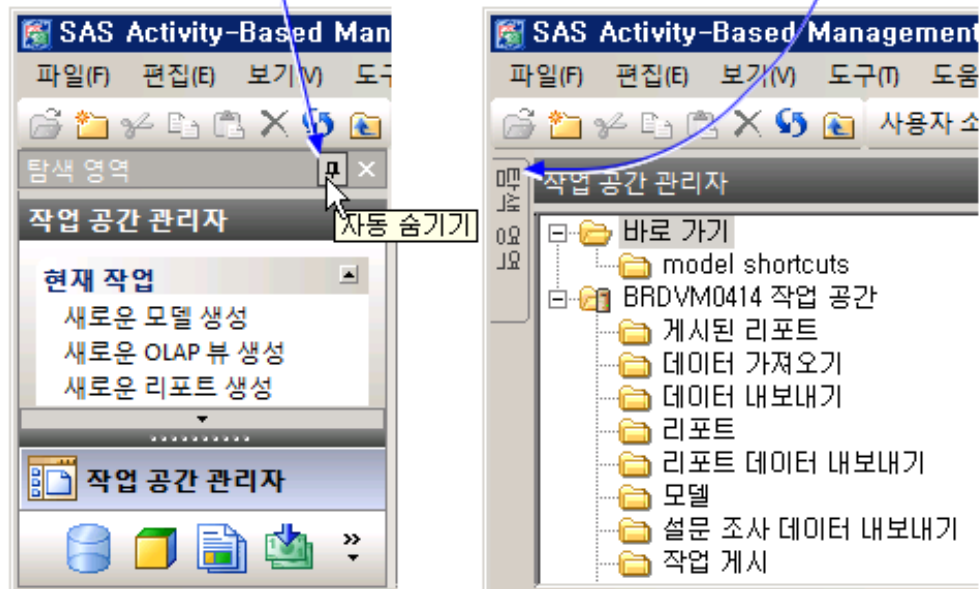 SAS Activity-Based Man
파일(F) 편집(E) 보기(V) 도구
탐색 영역
작업 공간 관리자
자동 숨기기
현재 작업
새로운 모델 생성
새로운 OLAP 뷰 생성
새로운 리포트 생성
작업 공간 관리자
SAS Activity-Based Management
파일(F) 편집(E) 보기(V) 도구(T) 도움
사용자 소
탐색 영역
작업 공간 관리자
바로 가기
model shortcuts
BRDVM0414 작업 공간
게시된 리포트
데이터 가져오기
데이터 내보내기
리포트
리포트 데이터 내보내기
모델
설문 조사 데이터 내보내기
작업 게시